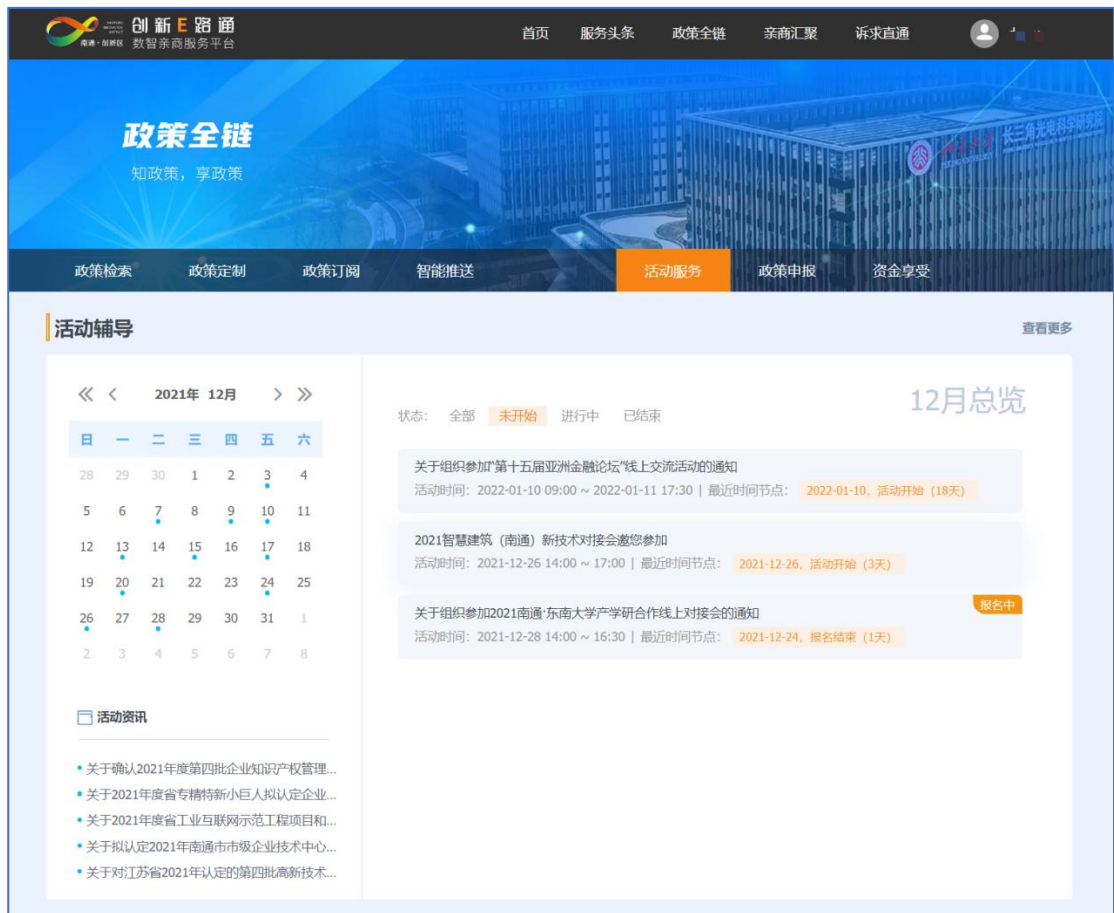 创新E路通
南通·创新区 数智亲商服务平台
首页 服务头条 政策全链 亲商汇聚 诉求直通
政策全链
知政策，享政策
长三角光电科学研究院
政策检索 政策定制 政策订阅 智能推送 活动服务 政策申报 资金享受
活动辅导 查看更多
2021年 12月
12月总览
状态： 全部 未开始 进行中 已结束
日 一 二 三 四 五 六
28 29 30 1 2 3 4
5 6 7 8 9 10 11
12 13 14 15 16 17 18
19 20 21 22 23 24 25
26 27 28 29 30 31 1
2 3 4 5 6 7 8
关于组织参加“第十五届亚洲金融论坛”线上交流活动的通知
活动时间：2022-01-10 09:00 ~ 2022-01-11 17:30 | 最近时间节点： 2022-01-10，活动开始（18天）
2021智慧建筑（南通）新技术对接会邀您参加
活动时间：2021-12-26 14:00 ~ 17:00 | 最近时间节点： 2021-12-26，活动开始（3天）
关于组织参加2021南通·东南大学产学研合作线上对接会的通知 报名中
活动时间：2021-12-28 14:00 ~ 16:30 | 最近时间节点： 2021-12-24，报名结束（1天）
活动资讯
关于确认2021年度第四批企业知识产权管理...
关于2021年度省专精特新小巨人拟认定企业...
关于2021年度省工业互联网示范工程项目和...
关于拟认定2021年南通市市级企业技术中心...
关于对江苏省2021年认定的第四批高新技术...